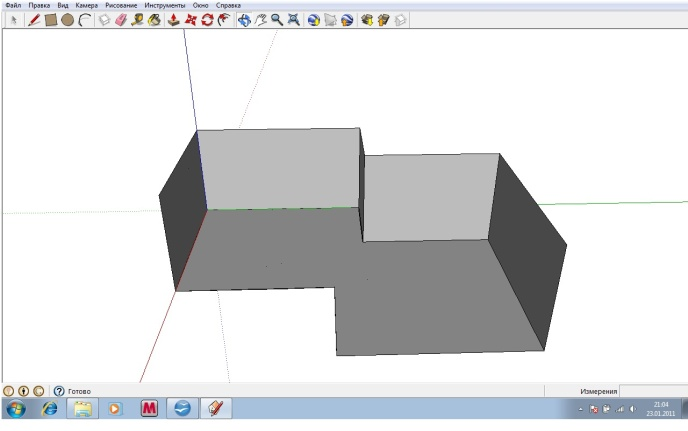 Файл Правка Вид Камера Рисование Инструменты Окно Справка
Готово
Измерения
21:04
23.01.2011